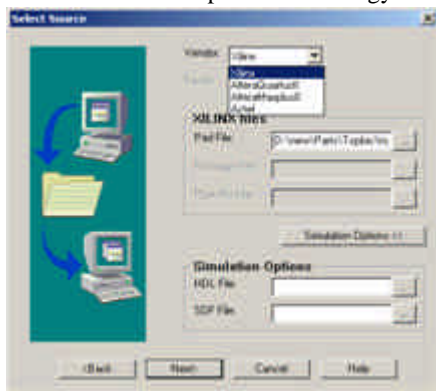 Select Source
Vendor: Xilinx
Xilinx
AlteraQuartusII
AlteraMaxplusII
Actel
XILINX files
Pad File
Simulation Options <<
Simulation Options
HDL File
SDF File
<Back
Next>
Cancel
Help